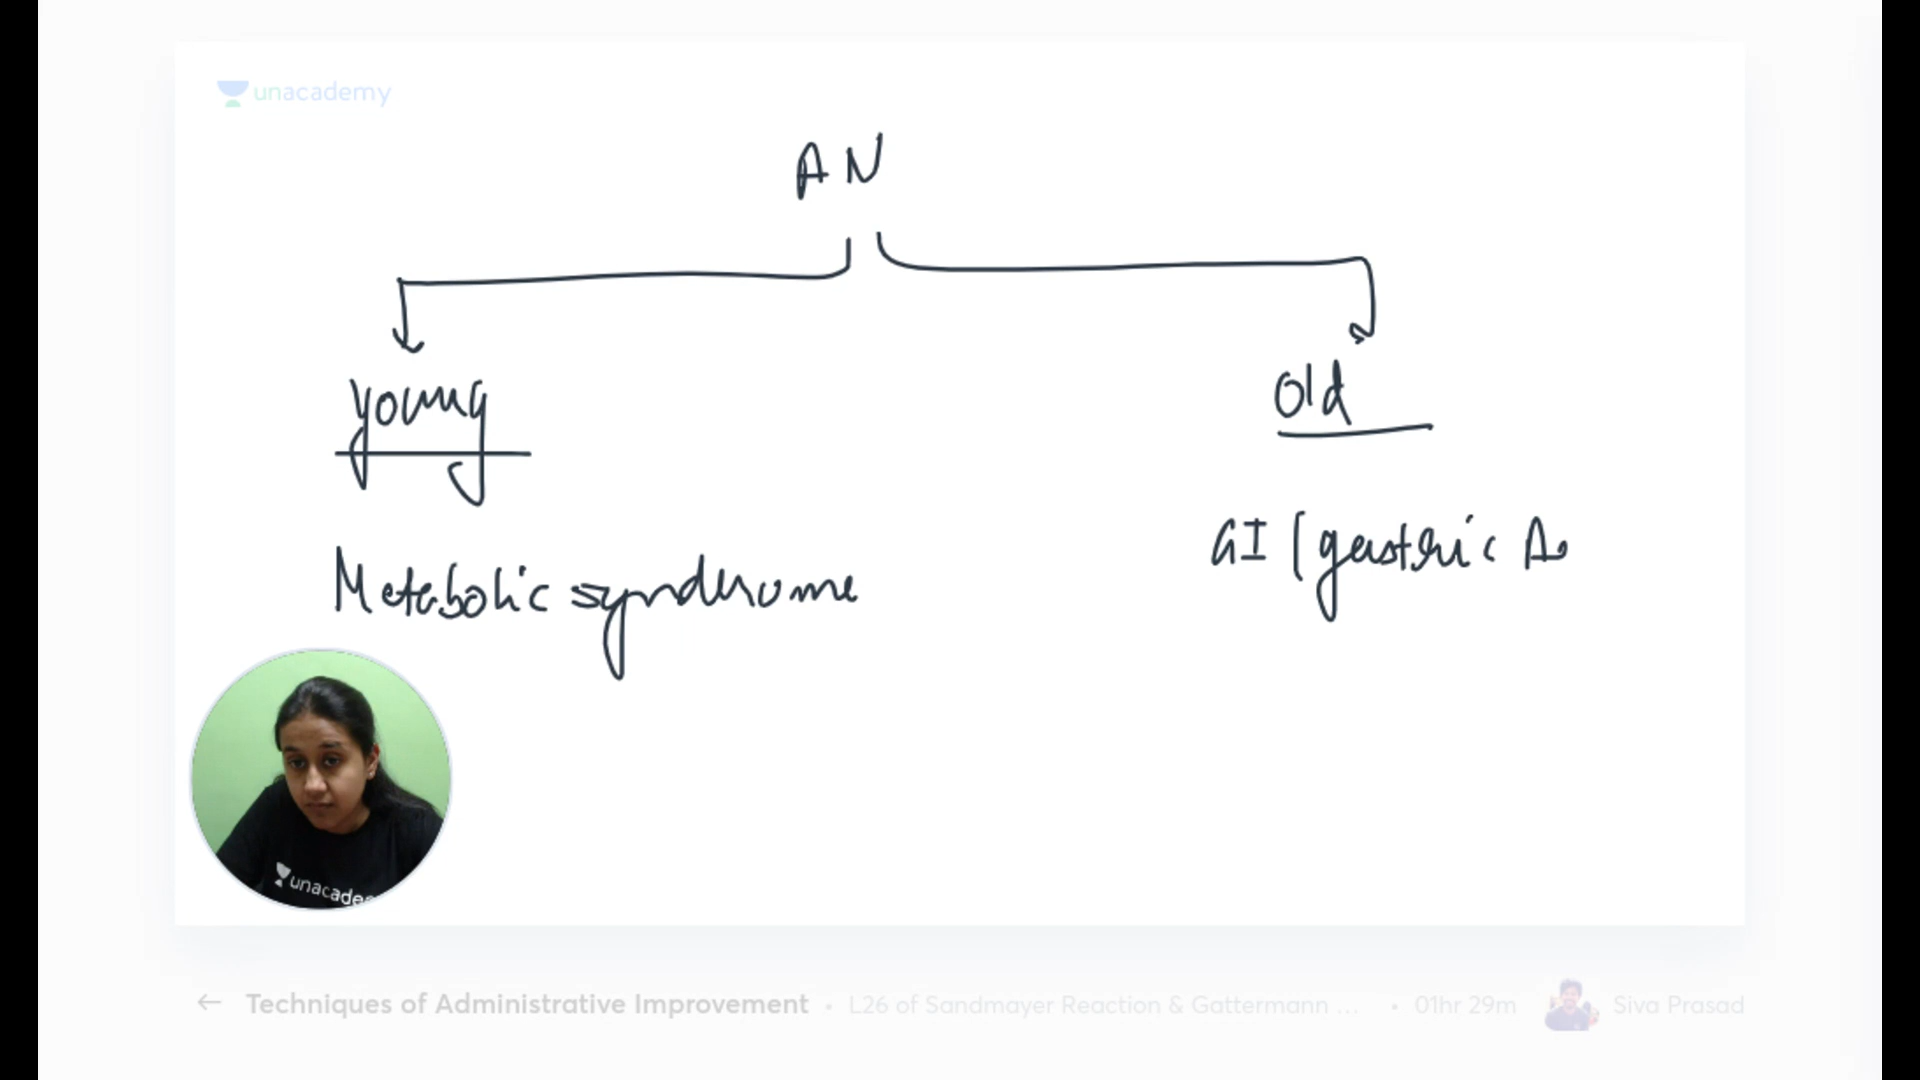 unacademy
AN
young
Old
GI (gastric A
Metabolic syndrome
unacade
← Techniques of Administrative Improvement • L26 of Sandmayer Reaction & Gattermann ... • 01hr 29m Siva Prasad